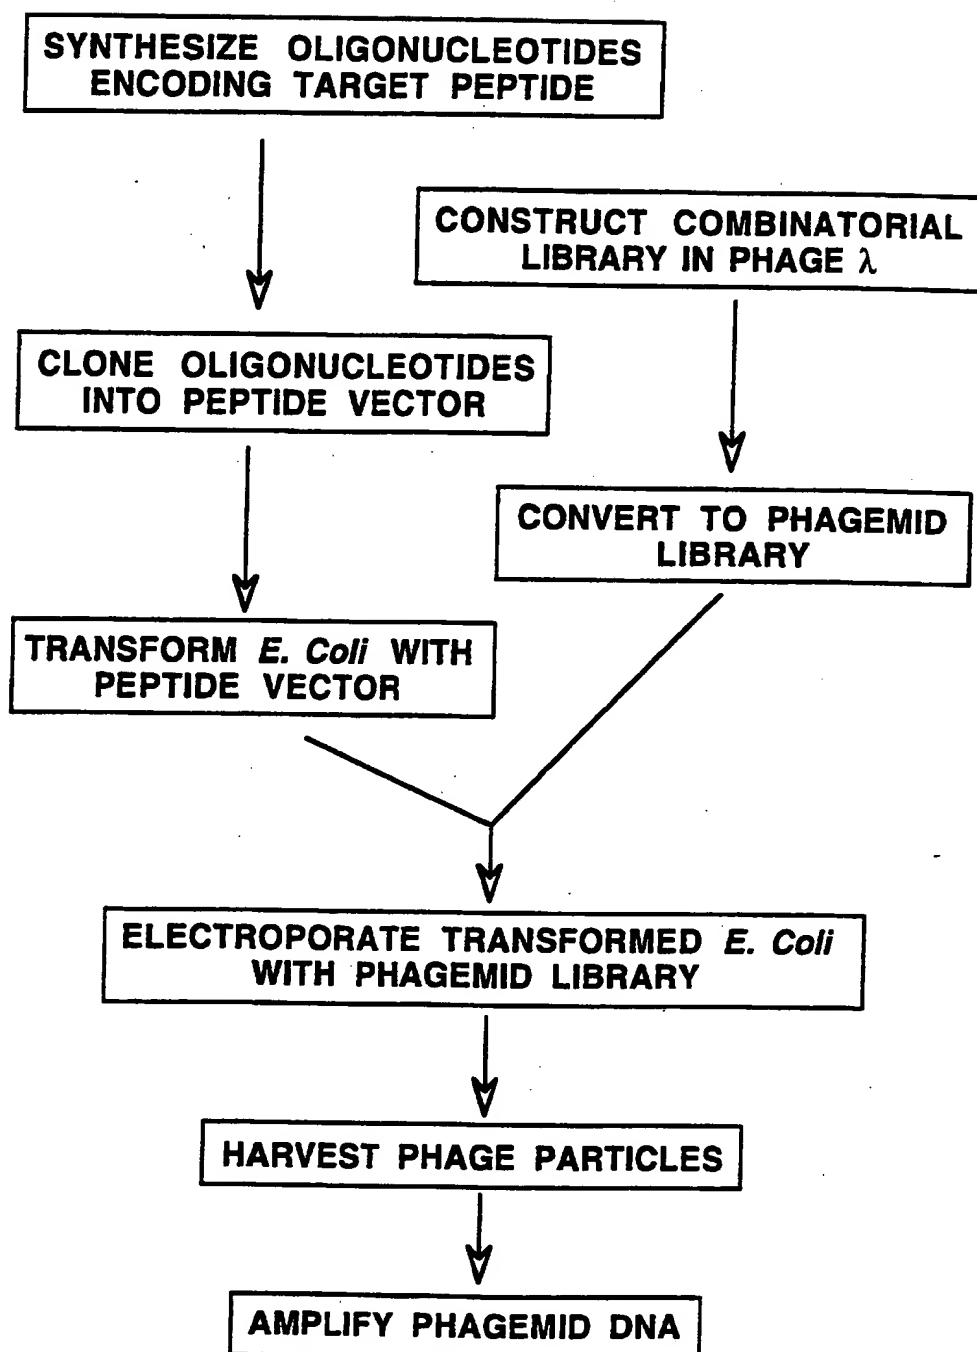 SYNTHESIZE OLIGONUCLEOTIDES
ENCODING TARGET PEPTIDE
CONSTRUCT COMBINATORIAL
LIBRARY IN PHAGE λ
CLONE OLIGONUCLEOTIDES
INTO PEPTIDE VECTOR
CONVERT TO PHAGEMID
LIBRARY
TRANSFORM E. Coli WITH
PEPTIDE VECTOR
ELECTROPORATE TRANSFORMED E. Coli
WITH PHAGEMID LIBRARY
HARVEST PHAGE PARTICLES
AMPLIFY PHAGEMID DNA